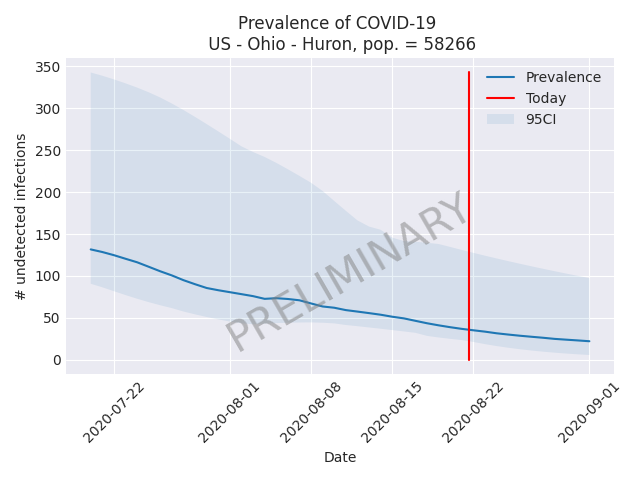 Prevalence of COVID-19
US - Ohio - Huron, pop. = 58266
350
300
250
200
150
100
50
0
# undetected infections
Prevalence
Today
95CI
PRELIMINARY
2020-07-22
2020-08-01
2020-08-08
2020-08-15
2020-08-22
2020-09-01
Date